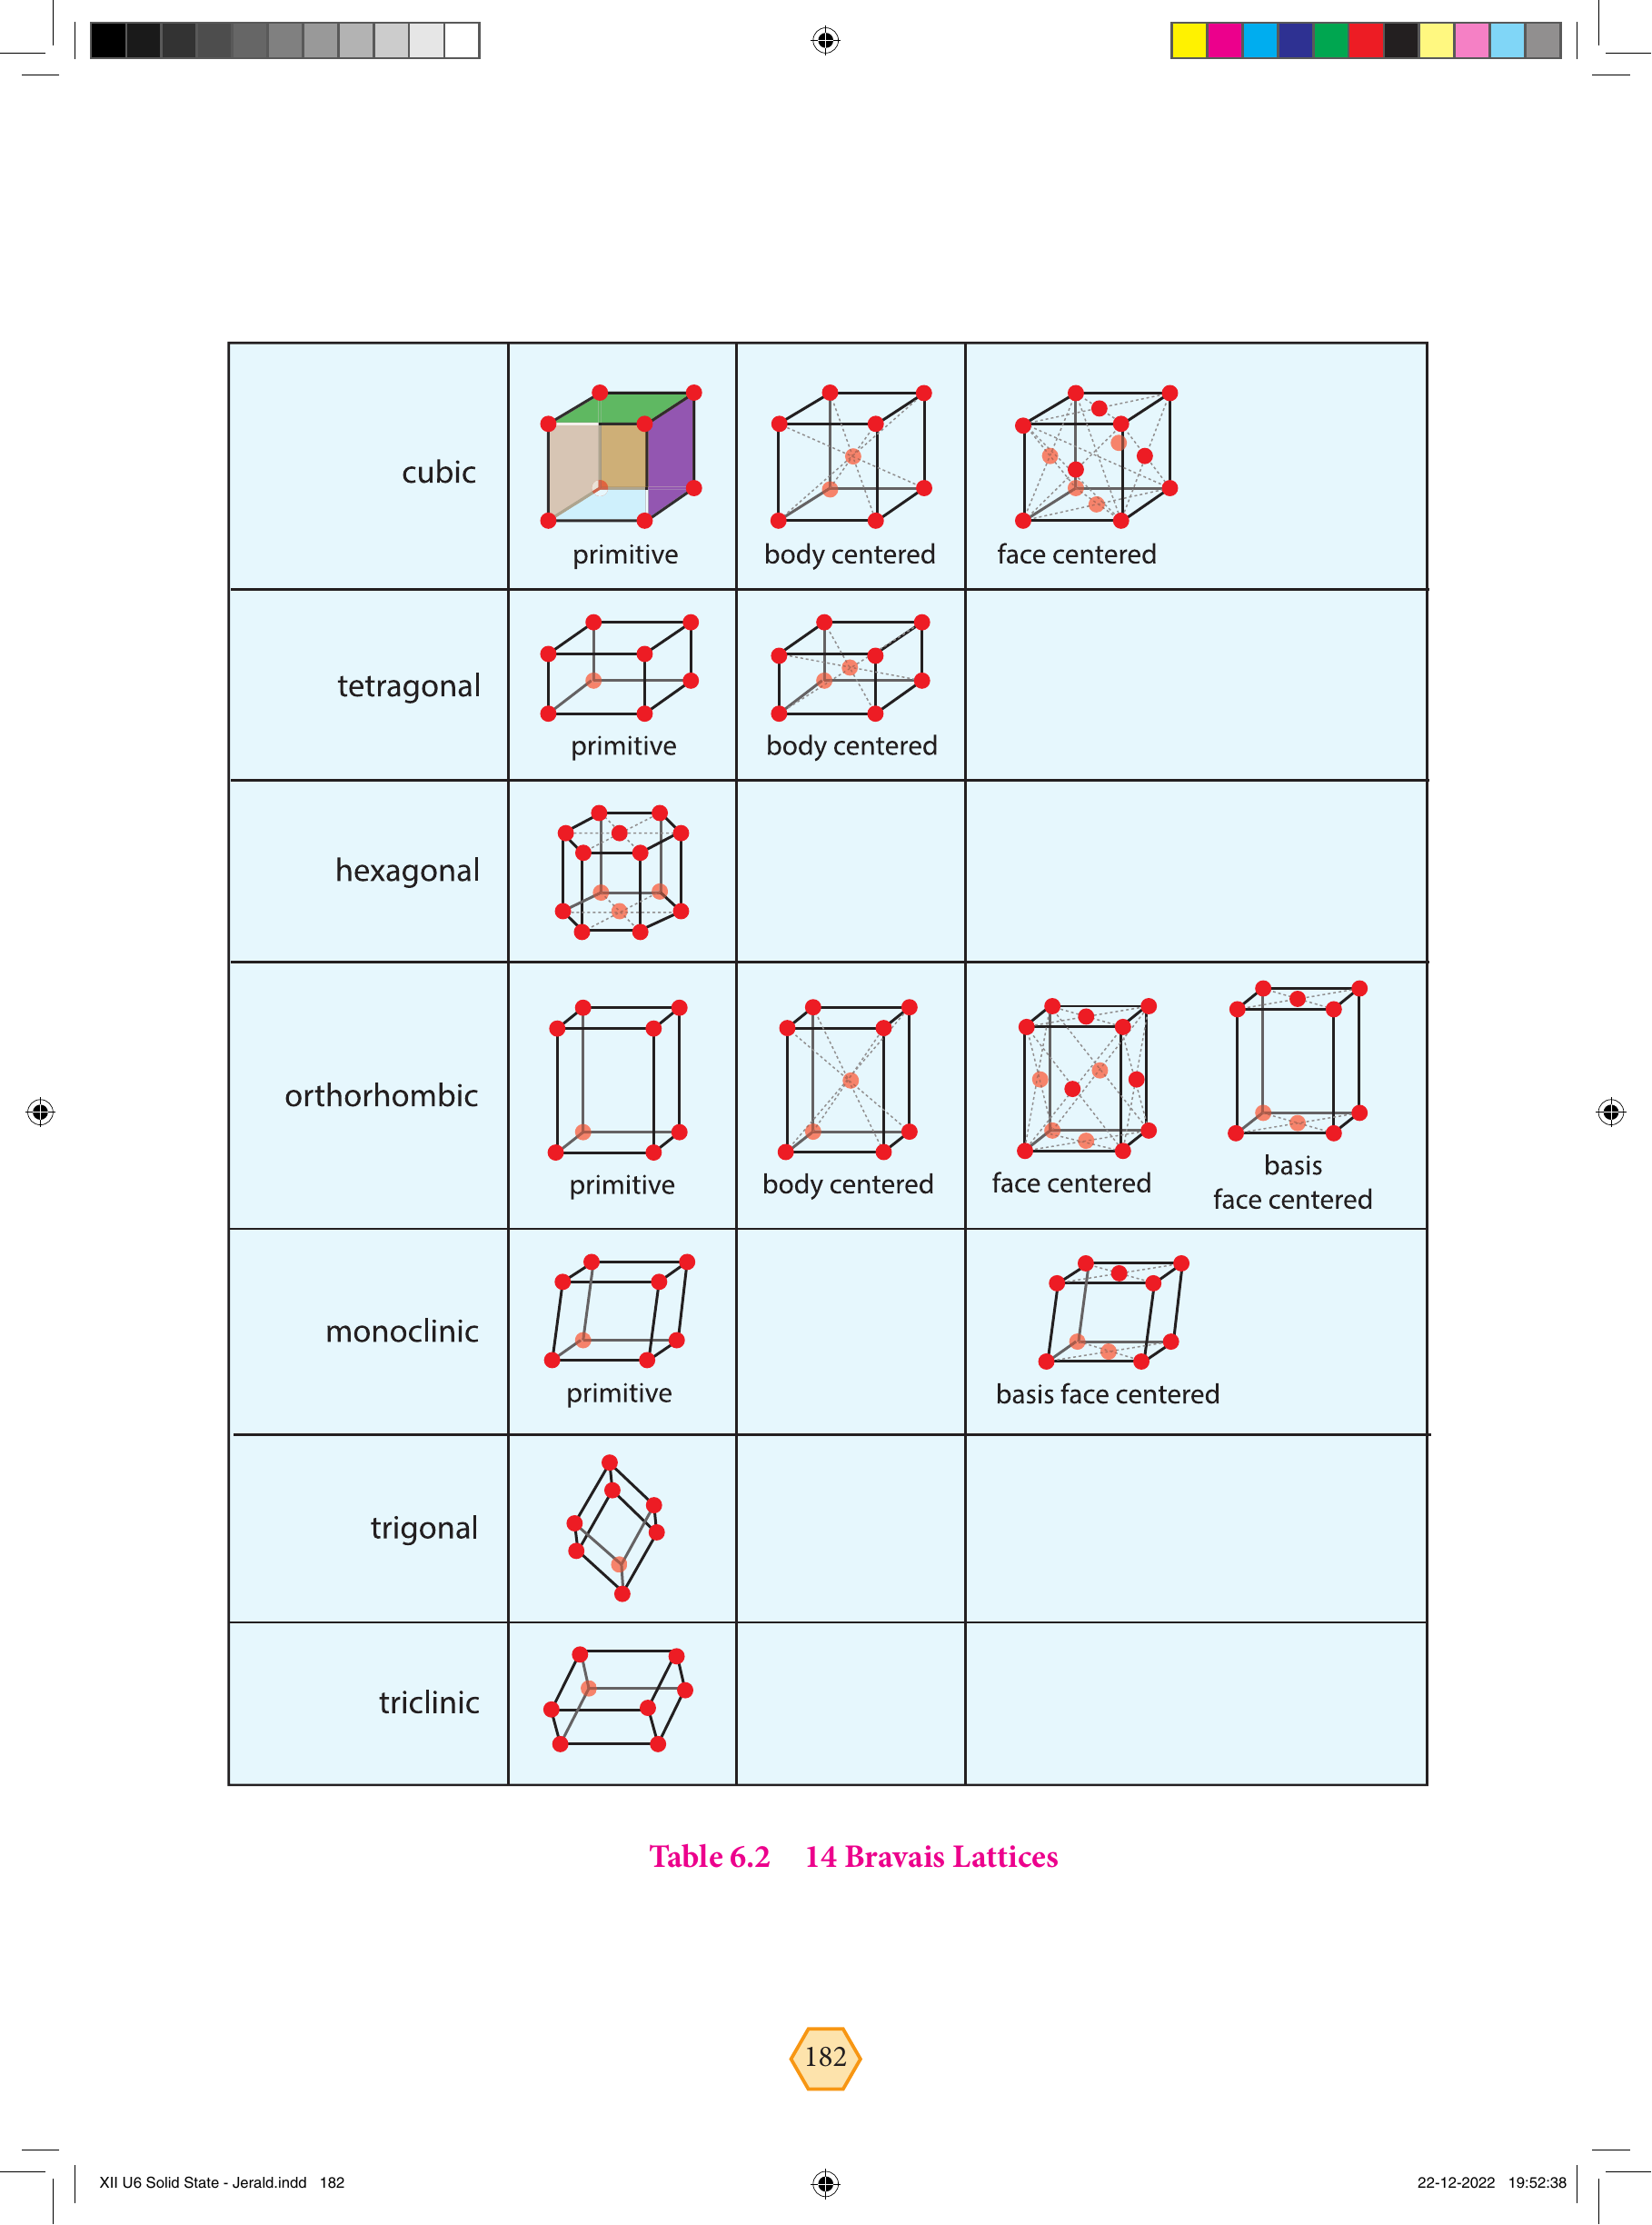 cubic
primitive
body centered
face centered
tetragonal
primitive
body centered
hexagonal
orthorhombic
primitive
body centered
face centered
basis
face centered
monoclinic
primitive
basis face centered
trigonal
triclinic
Table 6.2 14 Bravais Lattices
182
XII U6 Solid State - Jerald.indd 182
22-12-2022 19:52:38